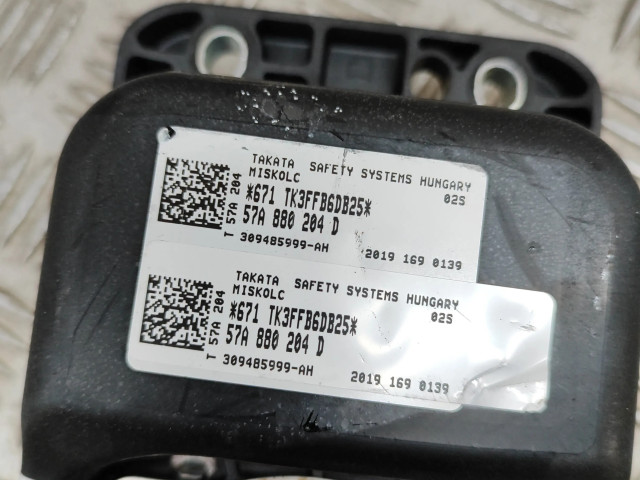 TAKATA SAFETY SYSTEMS HUNGARY
MISKOLC 02S
*671 TK3FFB6DB25*
57A 880 204 D
57A 204
T 309485999-AH 2019 169 0139
TAKATA SAFETY SYSTEMS HUNGARY
MISKOLC 02S
*671 TK3FFB6DB25*
57A 880 204 D
57A 204
T 309485999-AH 2019 169 0139